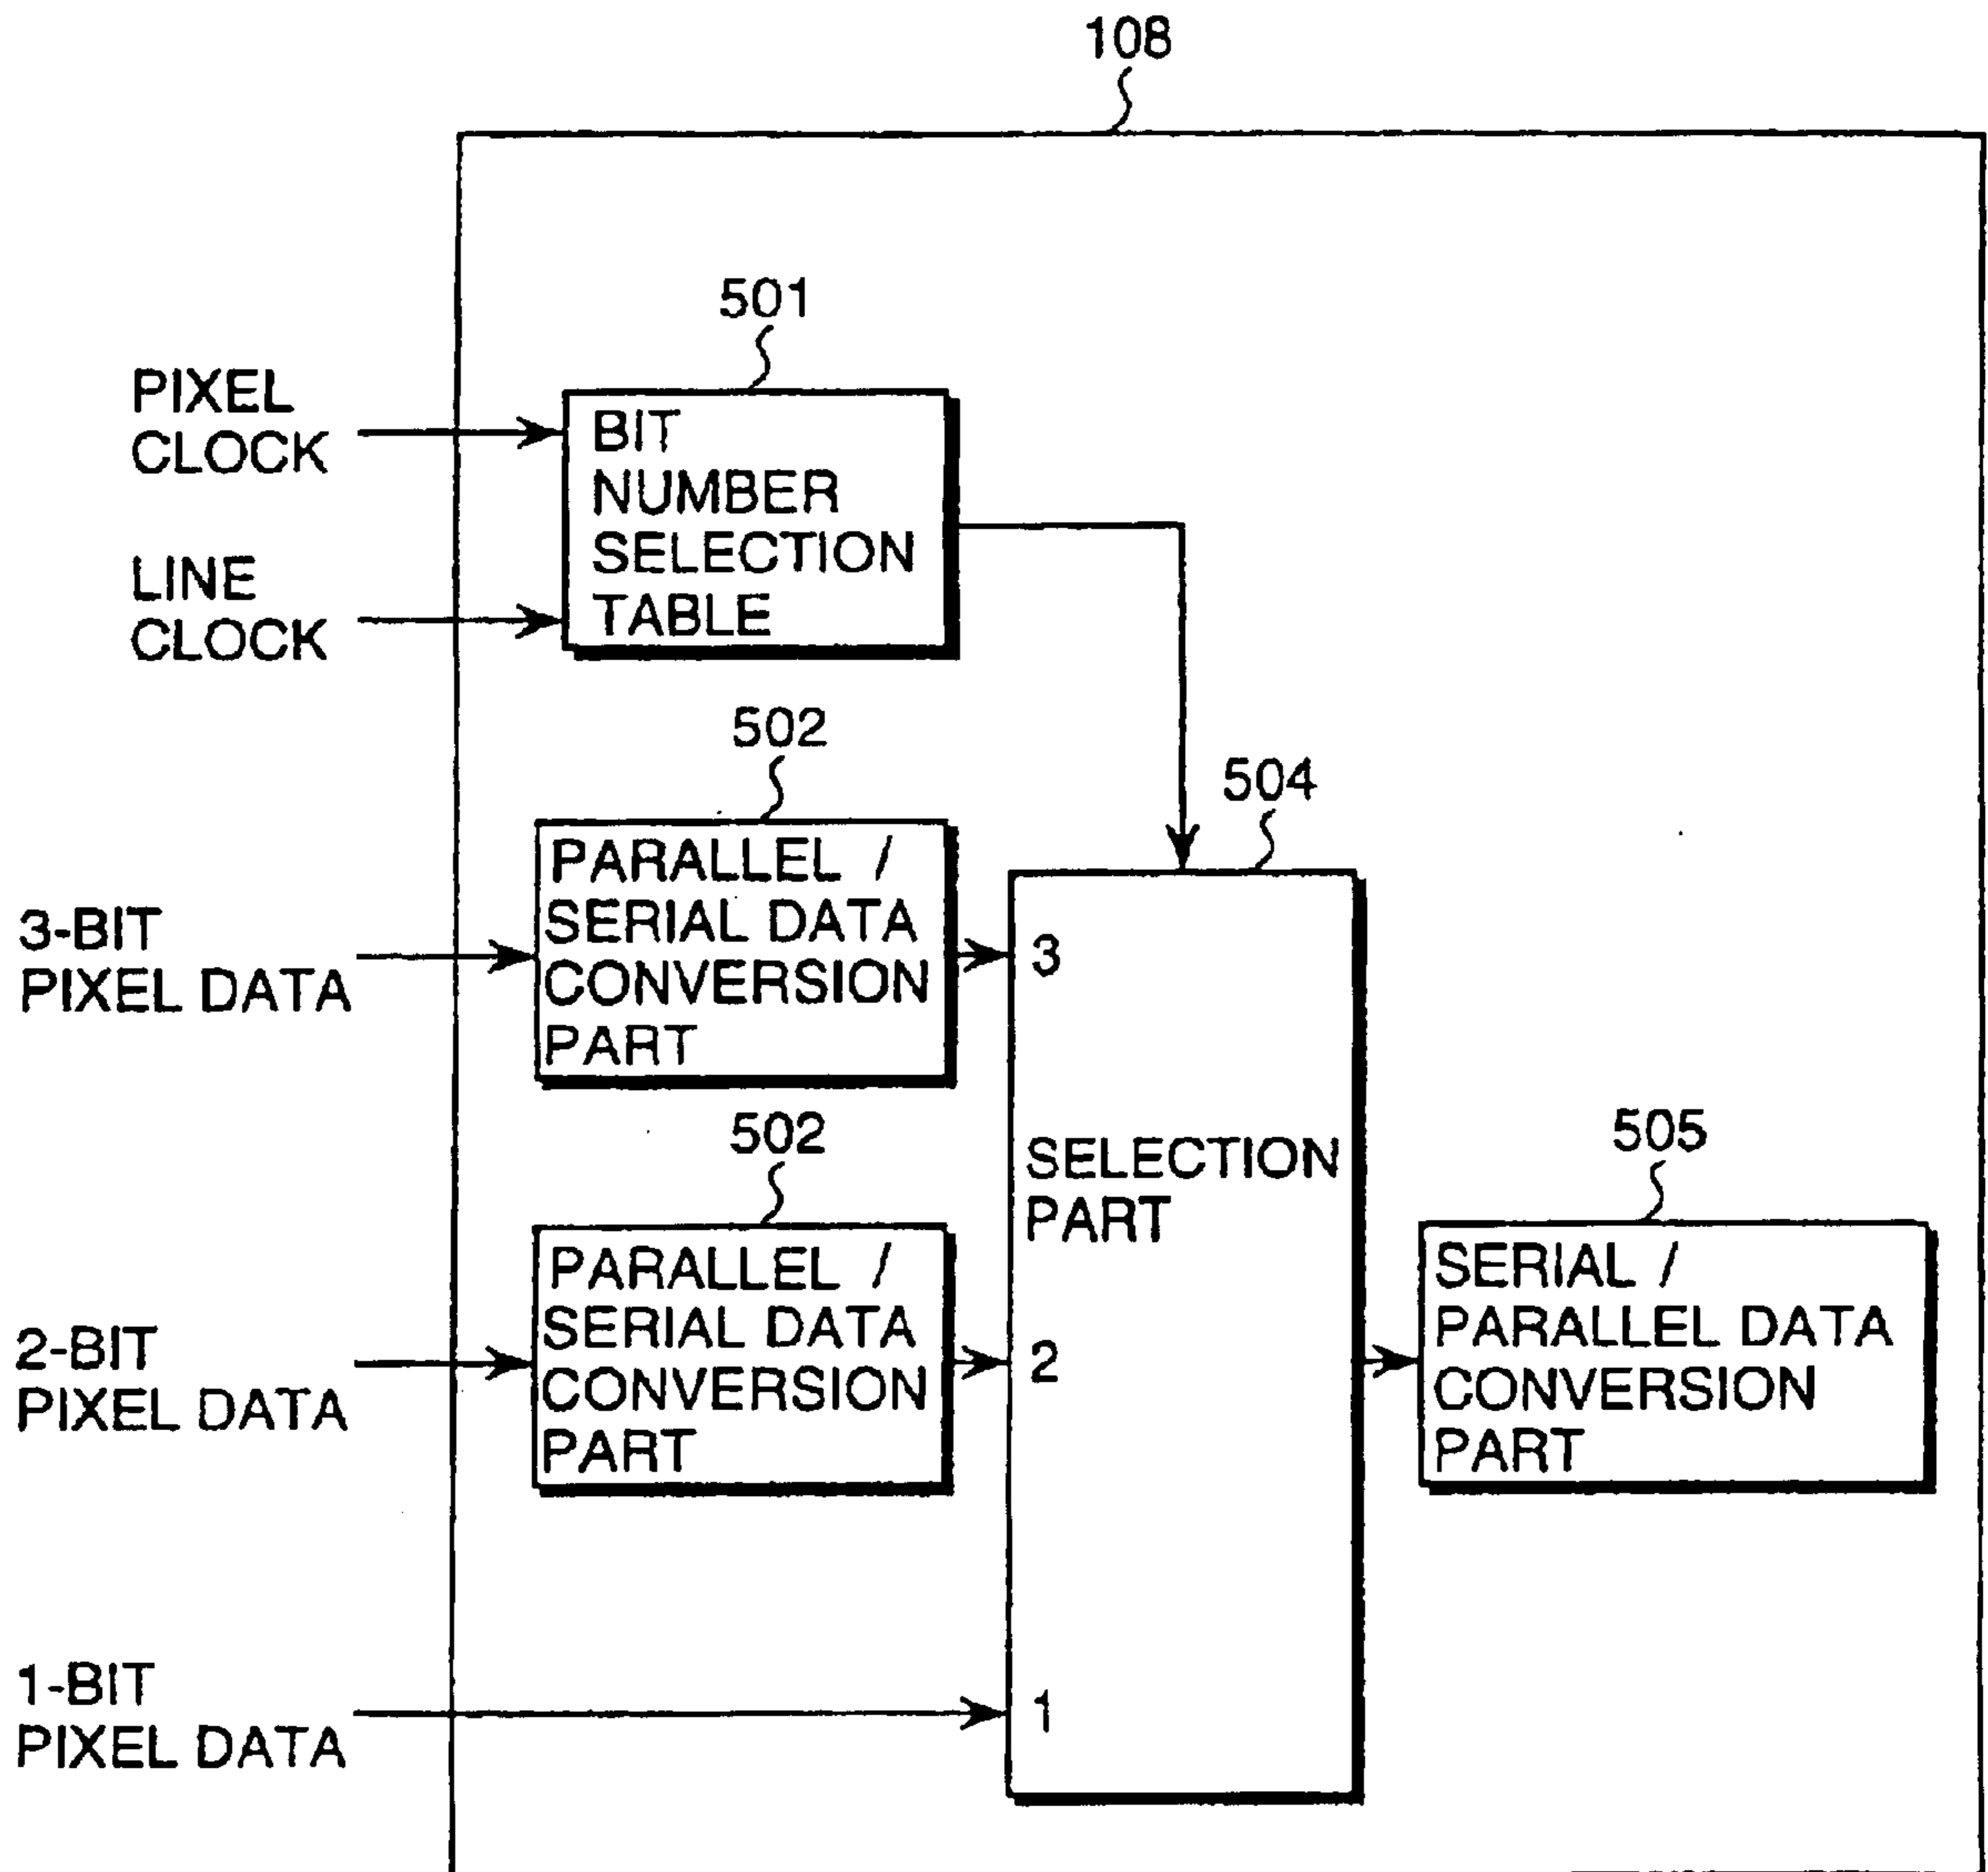 108
501
PIXEL
CLOCK
LINE
CLOCK
BIT
NUMBER
SELECTION
TABLE
502
504
3-BIT
PIXEL DATA
PARALLEL /
SERIAL DATA
CONVERSION
PART
3
502
505
SELECTION
PART
2-BIT
PIXEL DATA
PARALLEL /
SERIAL DATA
CONVERSION
PART
2
SERIAL /
PARALLEL DATA
CONVERSION
PART
1-BIT
PIXEL DATA
1